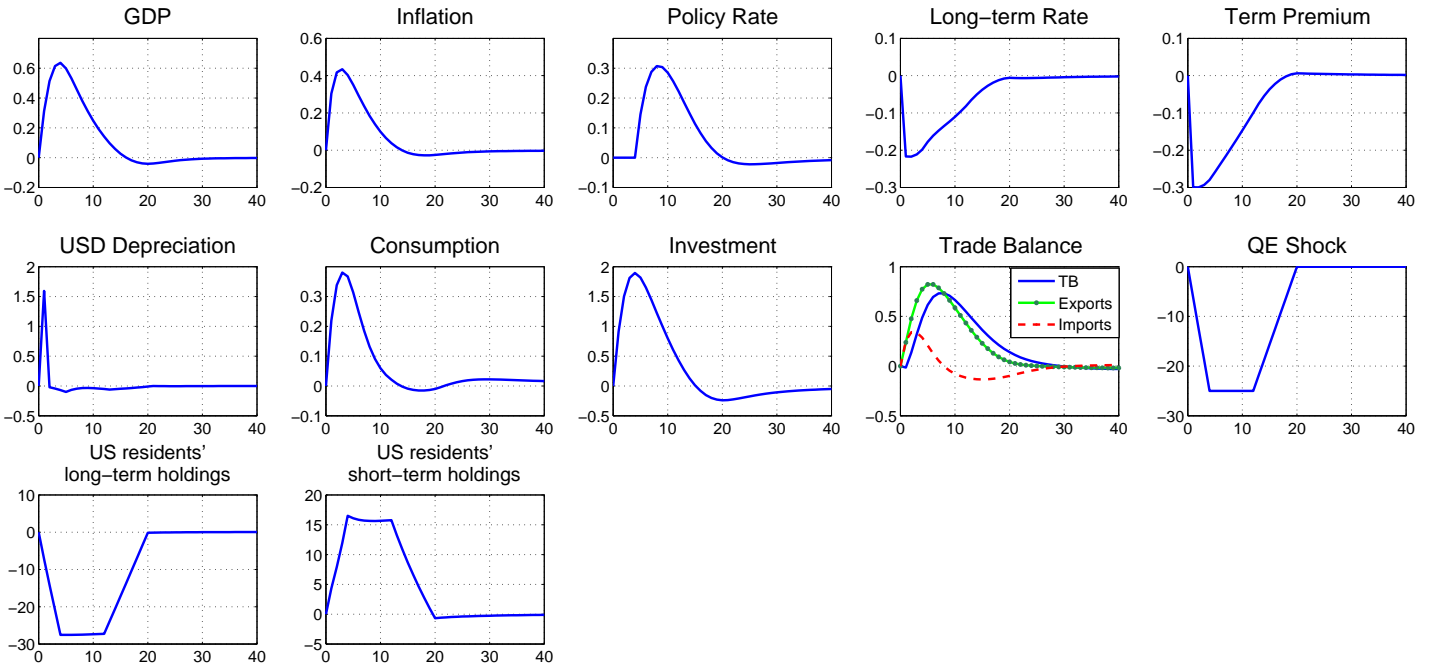 GDP
0.6
0.4
0.2
0
−0.2
0 10 20 30 40
Inflation
0.6
0.4
0.2
0
−0.2
0 10 20 30 40
Policy Rate
0.3
0.2
0.1
0
−0.1
0 10 20 30 40
Long−term Rate
0.1
0
−0.1
−0.2
−0.3
0 10 20 30 40
Term Premium
0.1
0
−0.1
−0.2
−0.3
0 10 20 30 40
USD Depreciation
2
1.5
1
0.5
0
−0.5
0 10 20 30 40
Consumption
0.3
0.2
0.1
0
−0.1
0 10 20 30 40
Investment
2
1.5
1
0.5
0
−0.5
0 10 20 30 40
Trade Balance
1
0.5
0
−0.5
0 10 20 30 40
TB
Exports
Imports
QE Shock
0
−10
−20
−30
0 10 20 30 40
US residents’
long−term holdings
10
0
−10
−20
−30
0 10 20 30 40
US residents’
short−term holdings
20
15
10
5
0
−5
0 10 20 30 40